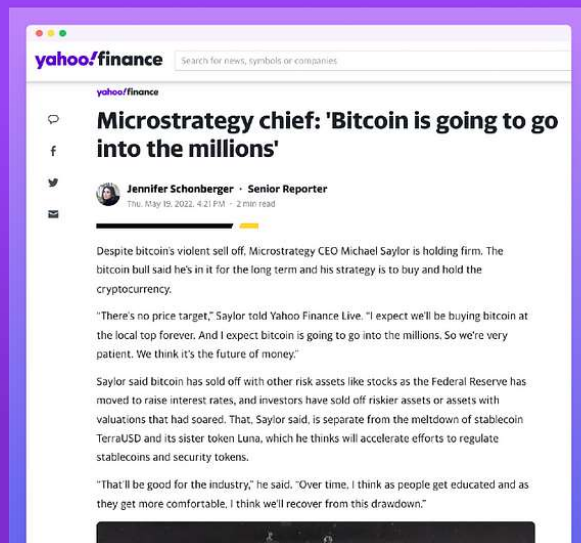 yahoo!finance
Search for news, symbols or companies
yahoo!finance
Microstrategy chief: 'Bitcoin is going to go
into the millions'
Jennifer Schonberger · Senior Reporter
Thu, May 19, 2022, 4:21 PM · 2 min read
Despite bitcoin's violent sell off, Microstrategy CEO Michael Saylor is holding firm. The
bitcoin bull said he's in it for the long term and his strategy is to buy and hold the
cryptocurrency.
"There's no price target," Saylor told Yahoo Finance Live. "I expect we'll be buying bitcoin at
the local top forever. And I expect bitcoin is going to go into the millions. So we're very
patient. We think it's the future of money."
Saylor said bitcoin has sold off with other risk assets like stocks as the Federal Reserve has
moved to raise interest rates, and investors have sold off riskier assets or assets with
valuations that had soared. That, Saylor said, is separate from the meltdown of stablecoin
TerraUSD and its sister token Luna, which he thinks will accelerate efforts to regulate
stablecoins and security tokens.
"That'll be good for the industry," he said. "Over time, I think as people get educated and as
they get more comfortable, I think we'll recover from this drawdown."